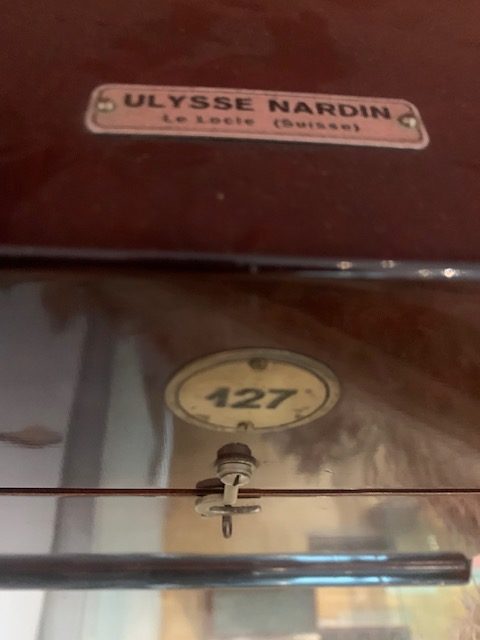 ULYSSE NARDIN
Le Locle (Suisse)
127